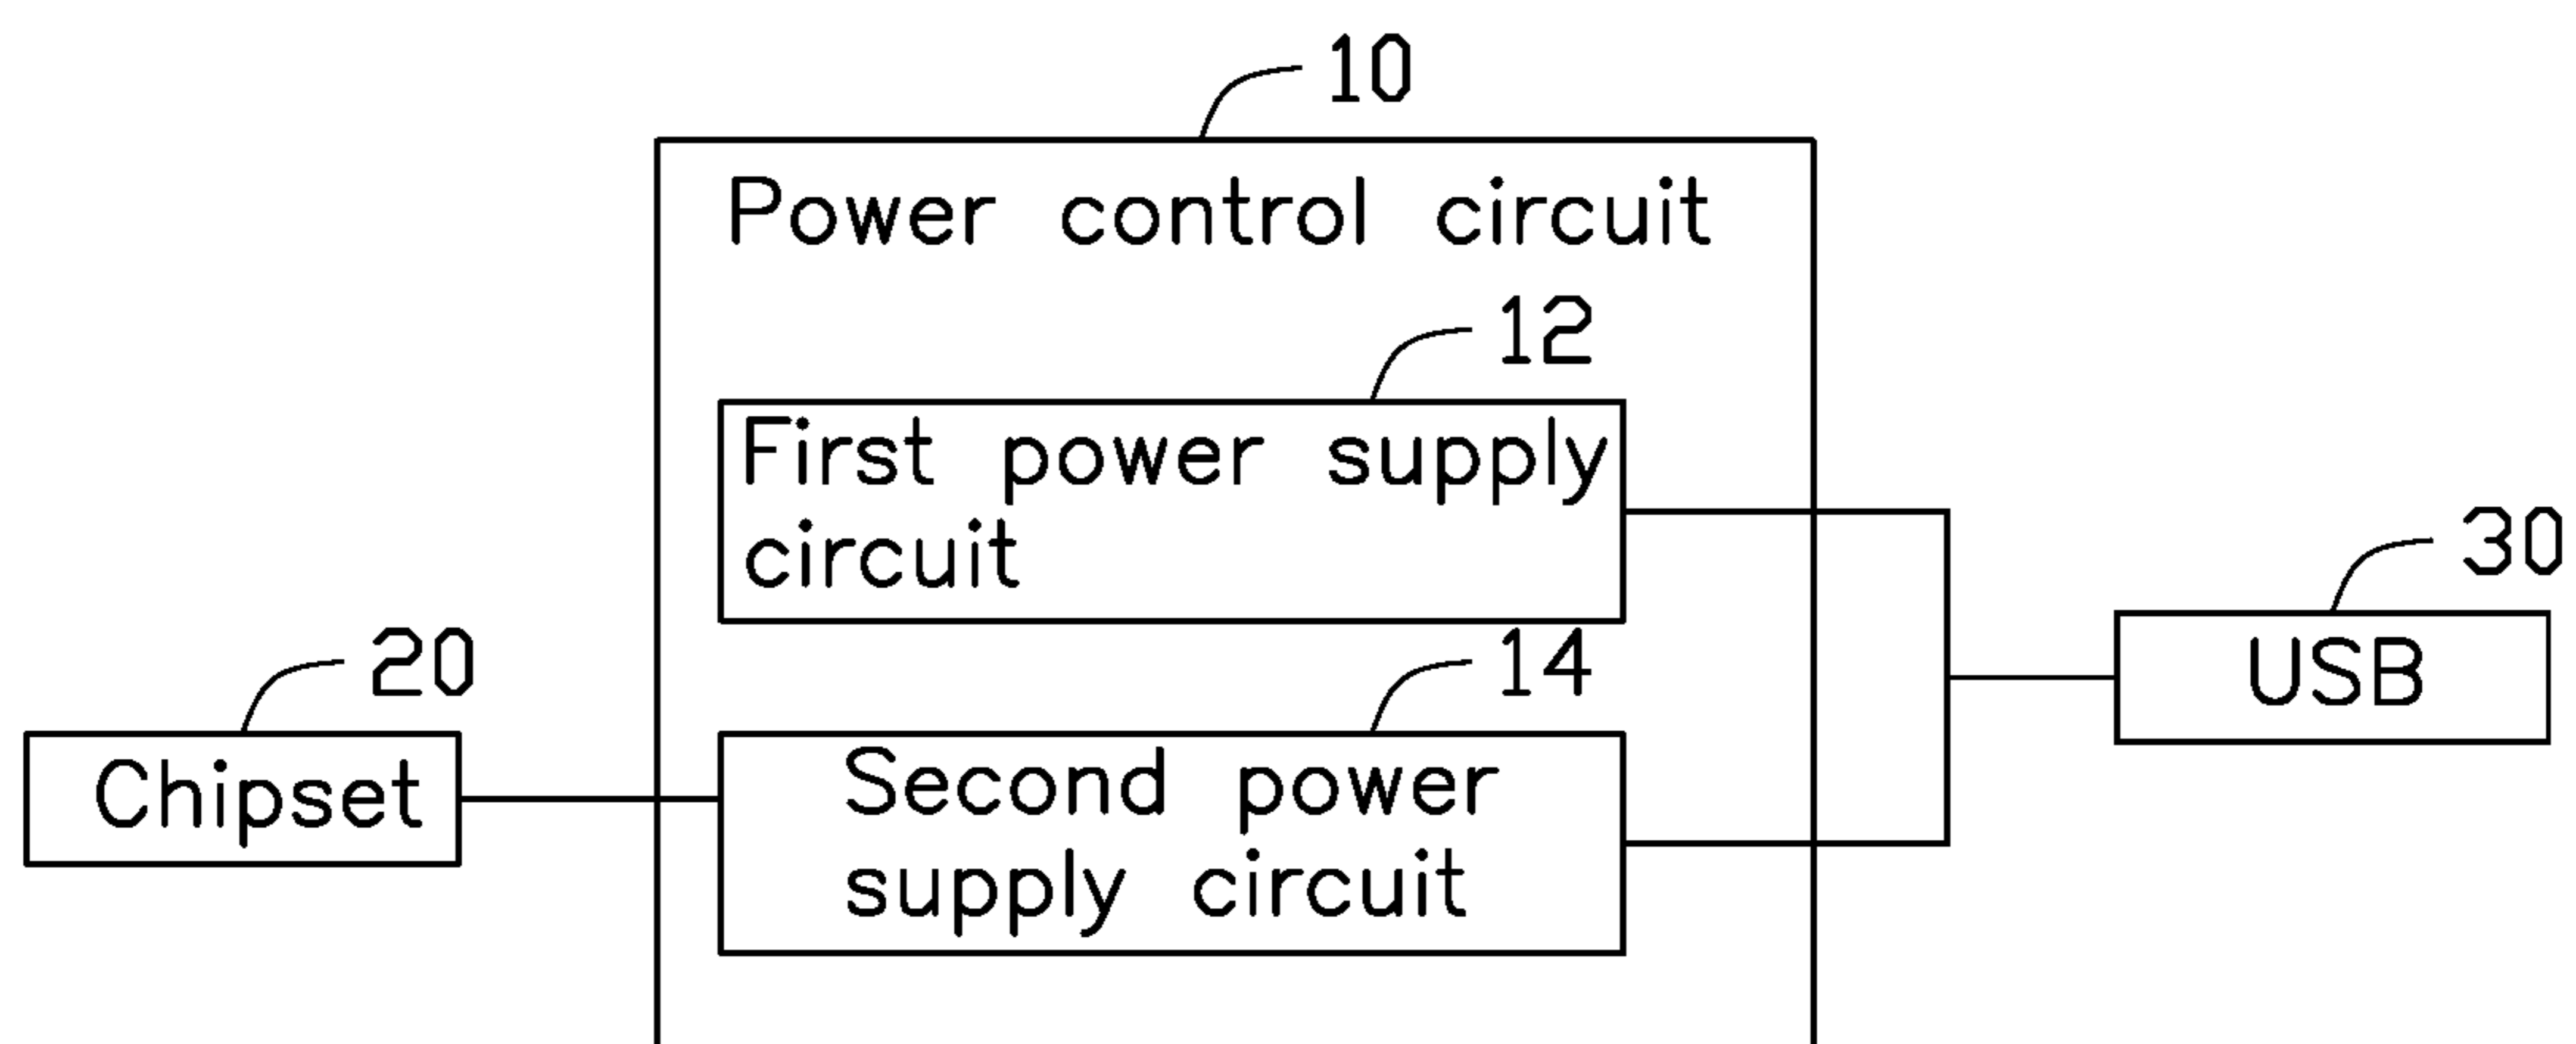 10
Power control circuit
12
First power supply
circuit
30
USB
20
Chipset
14
Second power
supply circuit